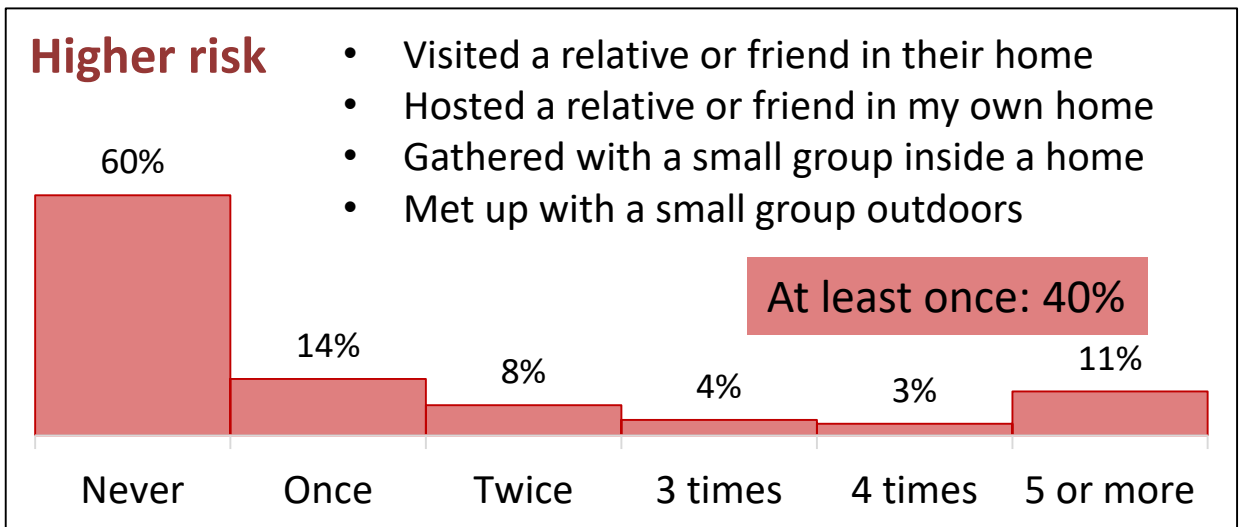 Higher risk
• Visited a relative or friend in their home
• Hosted a relative or friend in my own home
• Gathered with a small group inside a home
• Met up with a small group outdoors
At least once: 40%
60%
14%
8%
4%
3%
11%
Never
Once
Twice
3 times
4 times
5 or more